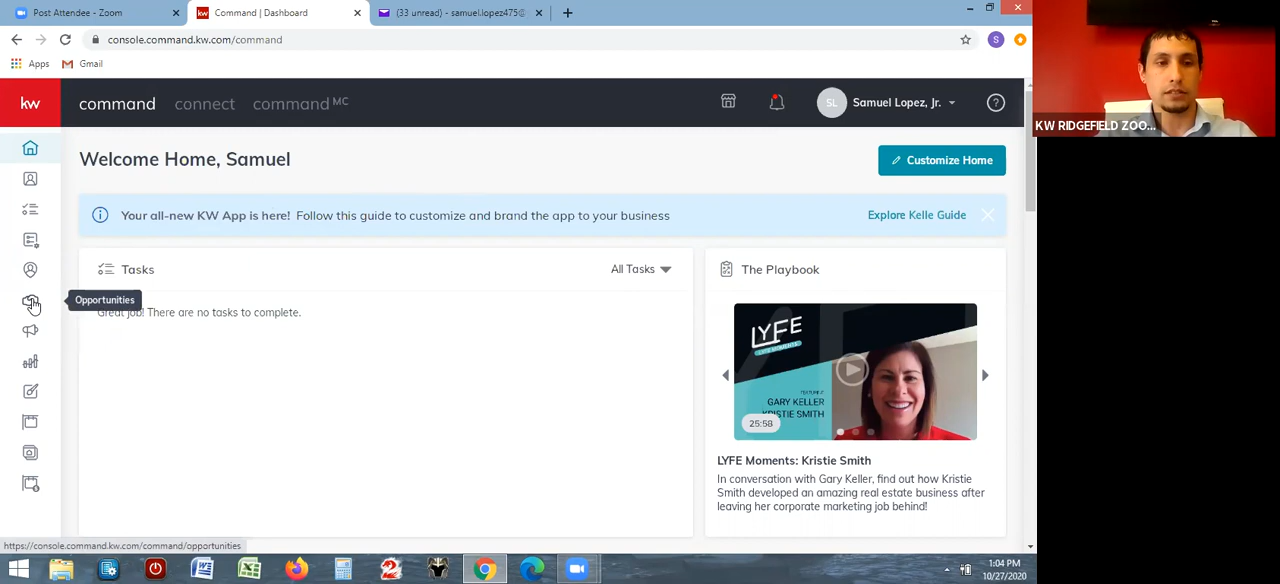 Post Attendee - Zoom
Command | Dashboard
(33 unread) - samuel.lopez475@
console.command.kw.com/command
S
Apps
Gmail
kw
command
connect
command MC
SL
Samuel Lopez, Jr.
Welcome Home, Samuel
Customize Home
Your all-new KW App is here! Follow this guide to customize and brand the app to your business
Explore Kelle Guide
Tasks
All Tasks
The Playbook
Opportunities
Great job! There are no tasks to complete.
LYFE
LYFE MOMENTS
GARY KELLER
KRISTIE SMITH
25:58
LYFE Moments: Kristie Smith
In conversation with Gary Keller, find out how Kristie
Smith developed an amazing real estate business after
leaving her corporate marketing job behind!
https://console.command.kw.com/command/opportunities
1:04 PM
10/27/2020
KW RIDGEFIELD ZOO...